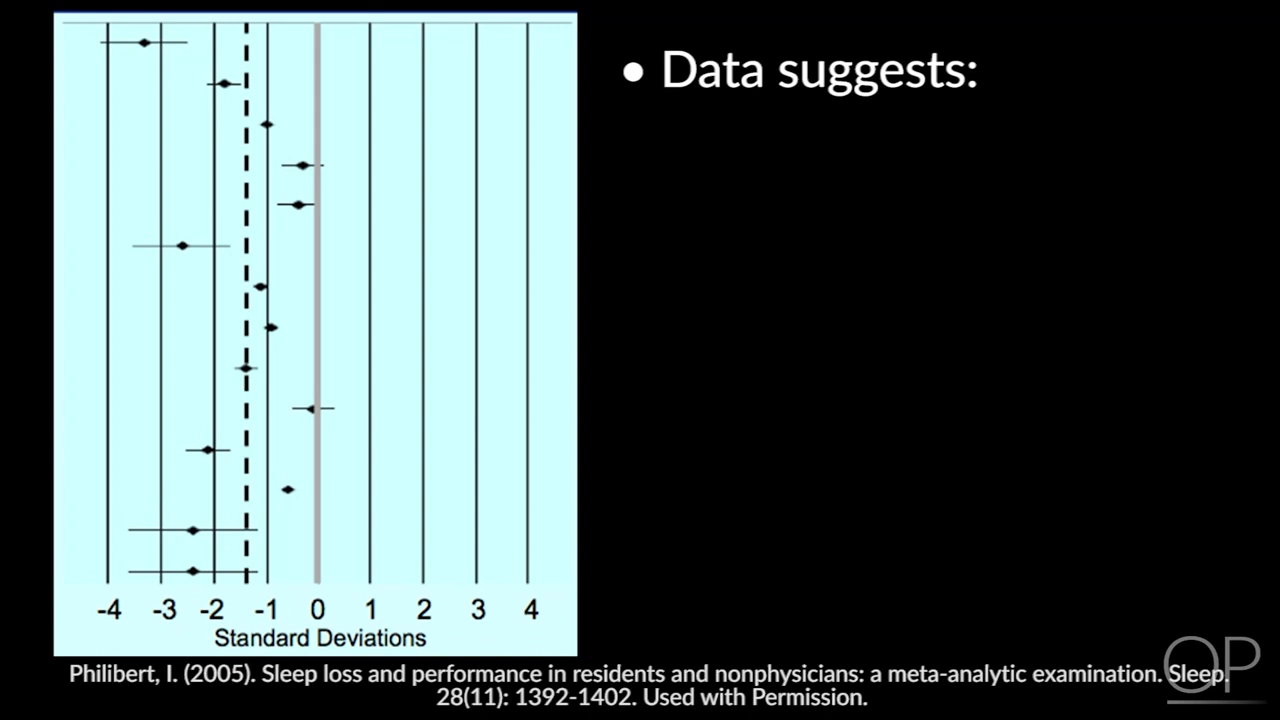 • Data suggests:
-4 -3 -2 -1 0 1 2 3 4
Standard Deviations
Philibert, I. (2005). Sleep loss and performance in residents and nonphysicians: a meta-analytic examination. Sleep.
28(11): 1392-1402. Used with Permission.
OP